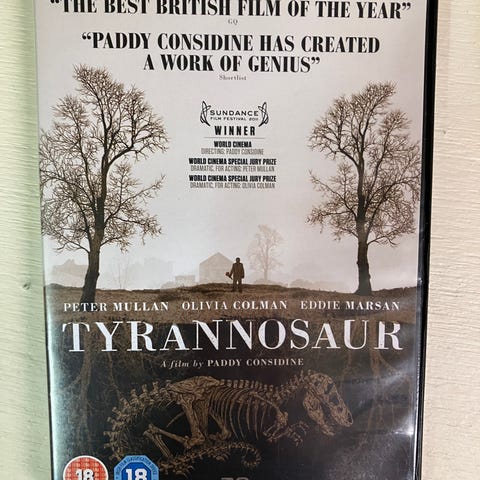 "THE BEST BRITISH FILM OF THE YEAR"
GQ
"PADDY CONSIDINE HAS CREATED
A WORK OF GENIUS"
Shortlist
SUNDANCE
FILM FESTIVAL 2011
WINNER
WORLD CINEMA
DIRECTING: PADDY CONSIDINE
WORLD CINEMA SPECIAL JURY PRIZE
DRAMATIC, FOR ACTING: PETER MULLAN
WORLD CINEMA SPECIAL JURY PRIZE
DRAMATIC, FOR ACTING: OLIVIA COLMAN
PETER MULLAN OLIVIA COLMAN EDDIE MARSAN
TYRANNOSAUR
A film by PADDY CONSIDINE
18 18